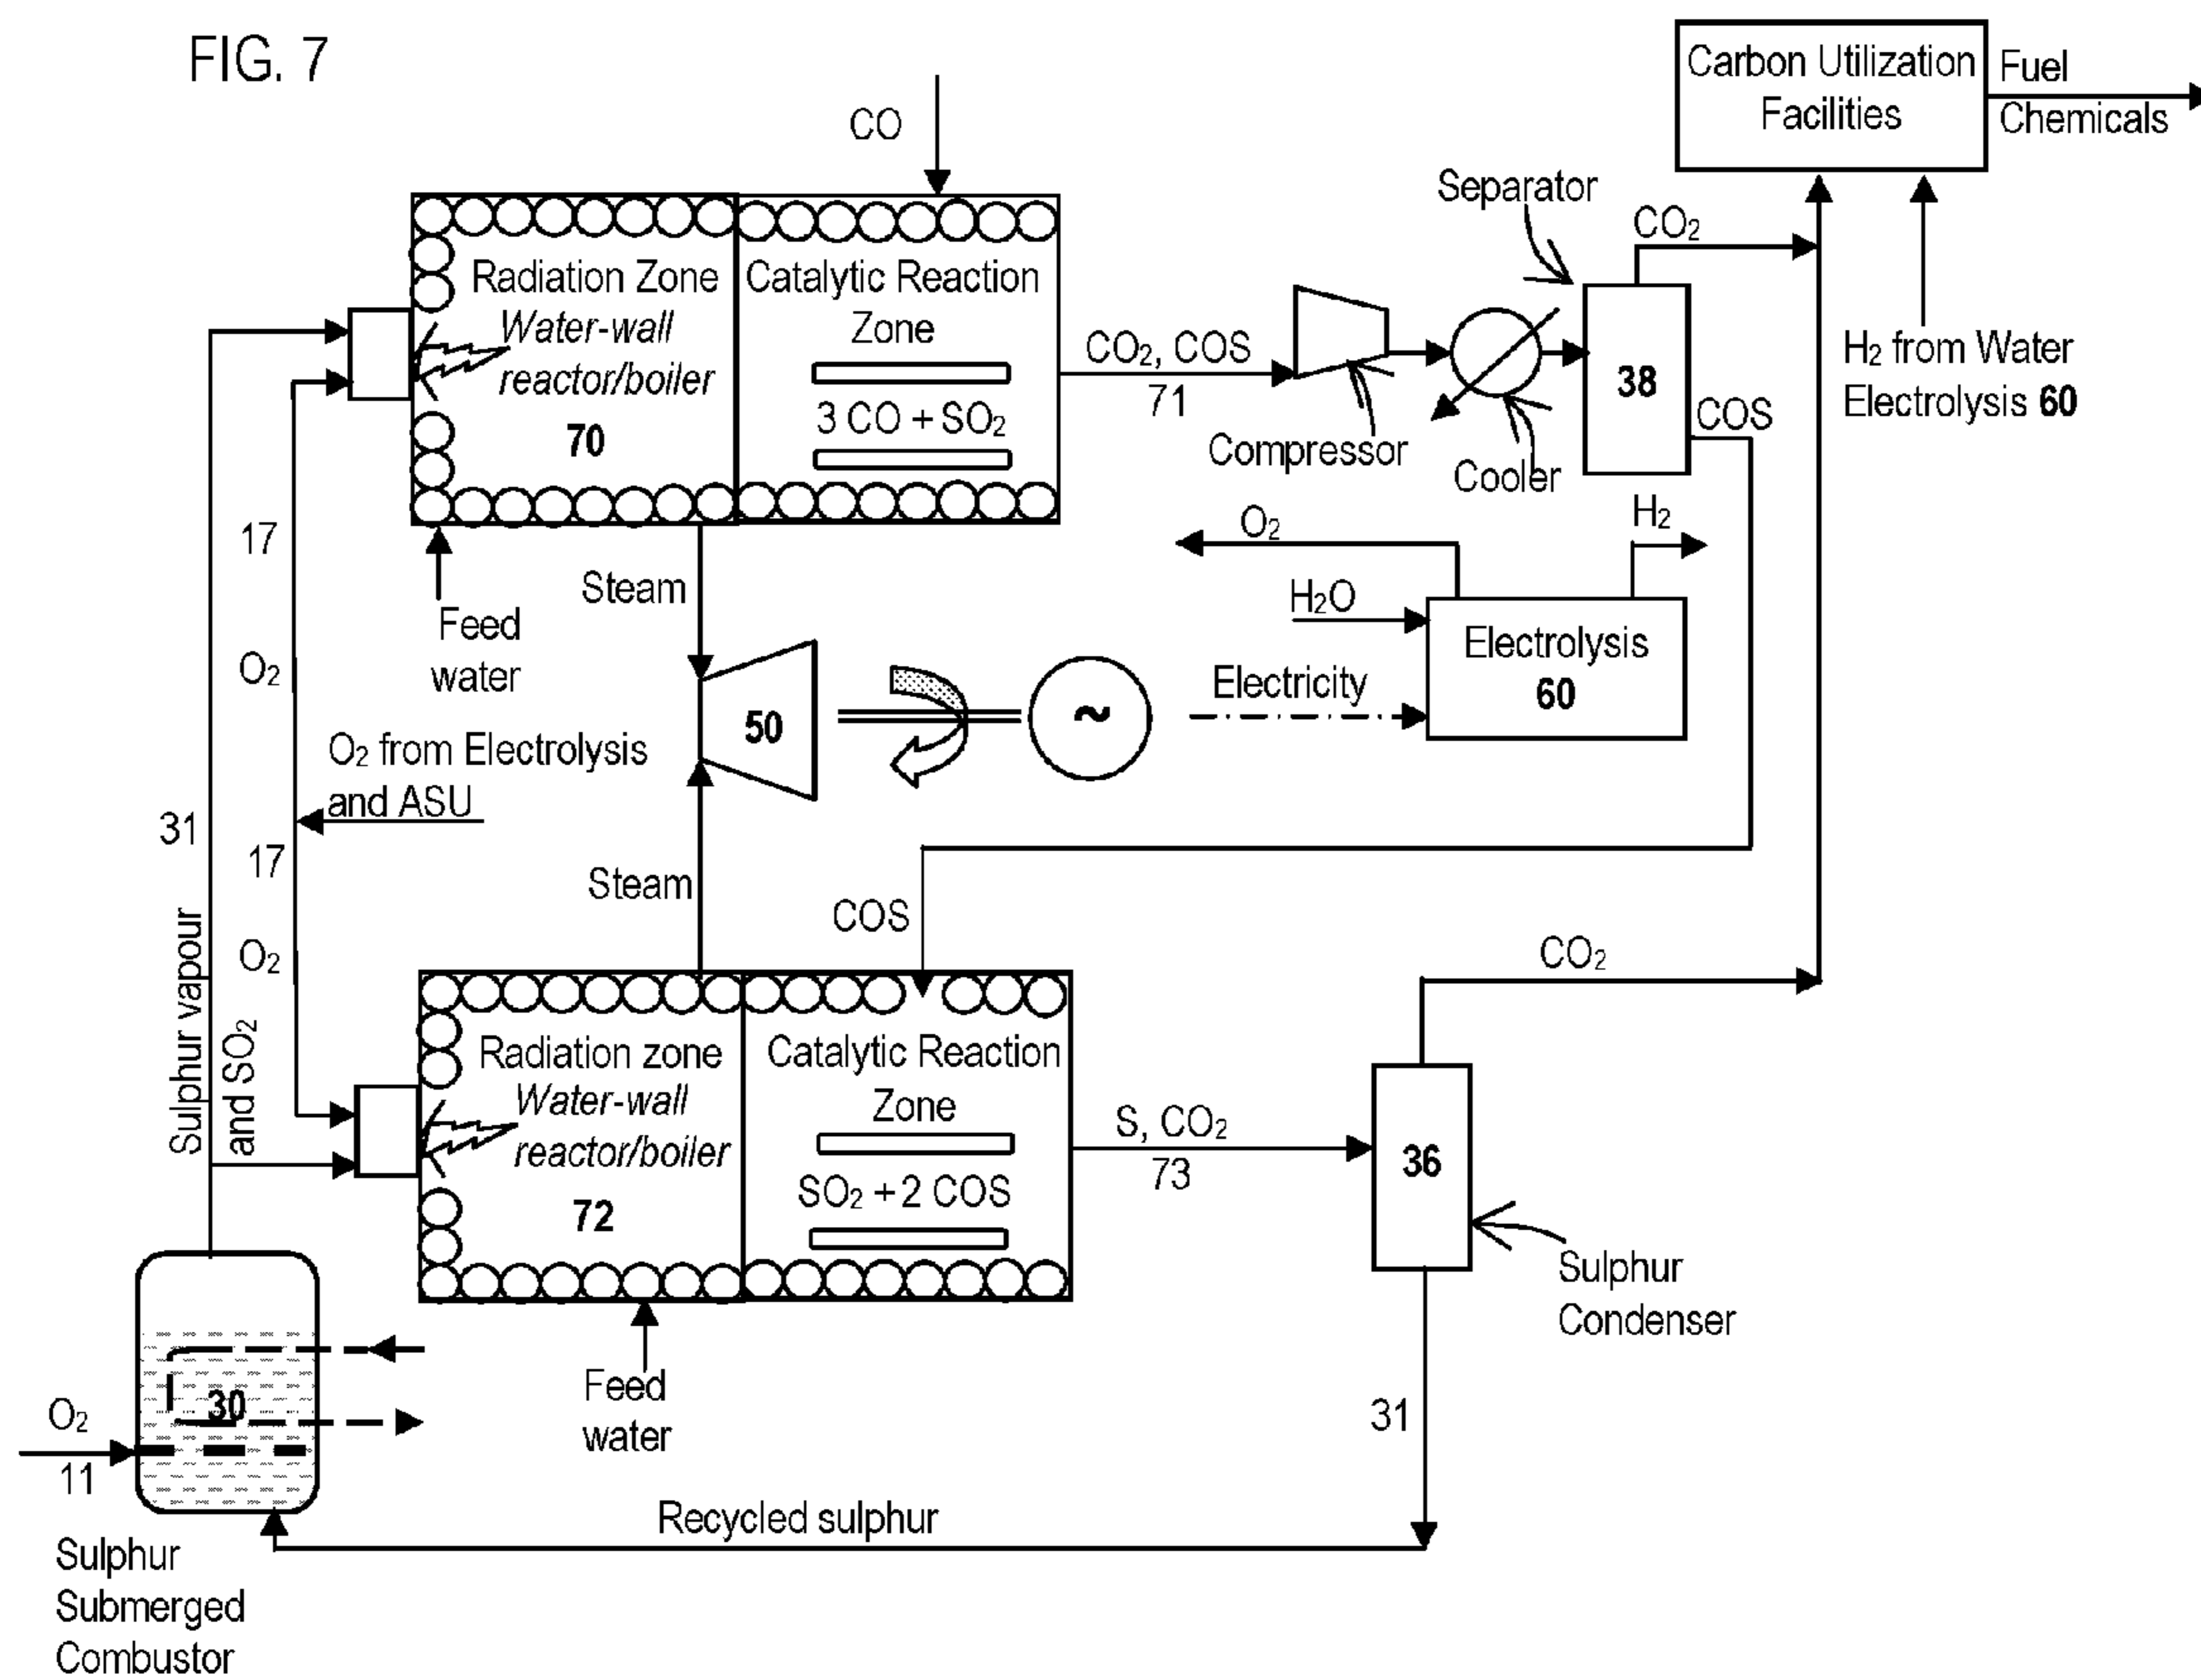 FIG. 7
Carbon Utilization
Facilities
Fuel
Chemicals
CO
Separator
CO₂
Radiation Zone
Water-wall
reactor/boiler
70
Catalytic Reaction
Zone
3 CO + SO₂
CO₂, COS
71
Compressor
Cooler
38
COS
H₂ from Water
Electrolysis 60
17
O₂
H₂
Steam
Feed
water
H₂O
Electrolysis
60
Electricity
O₂
50
~
O₂ from Electrolysis
and ASU
31
17
Steam
COS
O₂
CO₂
Sulphur vapour
and SO₂
Radiation zone
Water-wall
reactor/boiler
72
Catalytic Reaction
Zone
SO₂ + 2 COS
S, CO₂
73
36
Sulphur
Condenser
Feed
water
30
O₂
11
31
Recycled sulphur
Sulphur
Submerged
Combustor